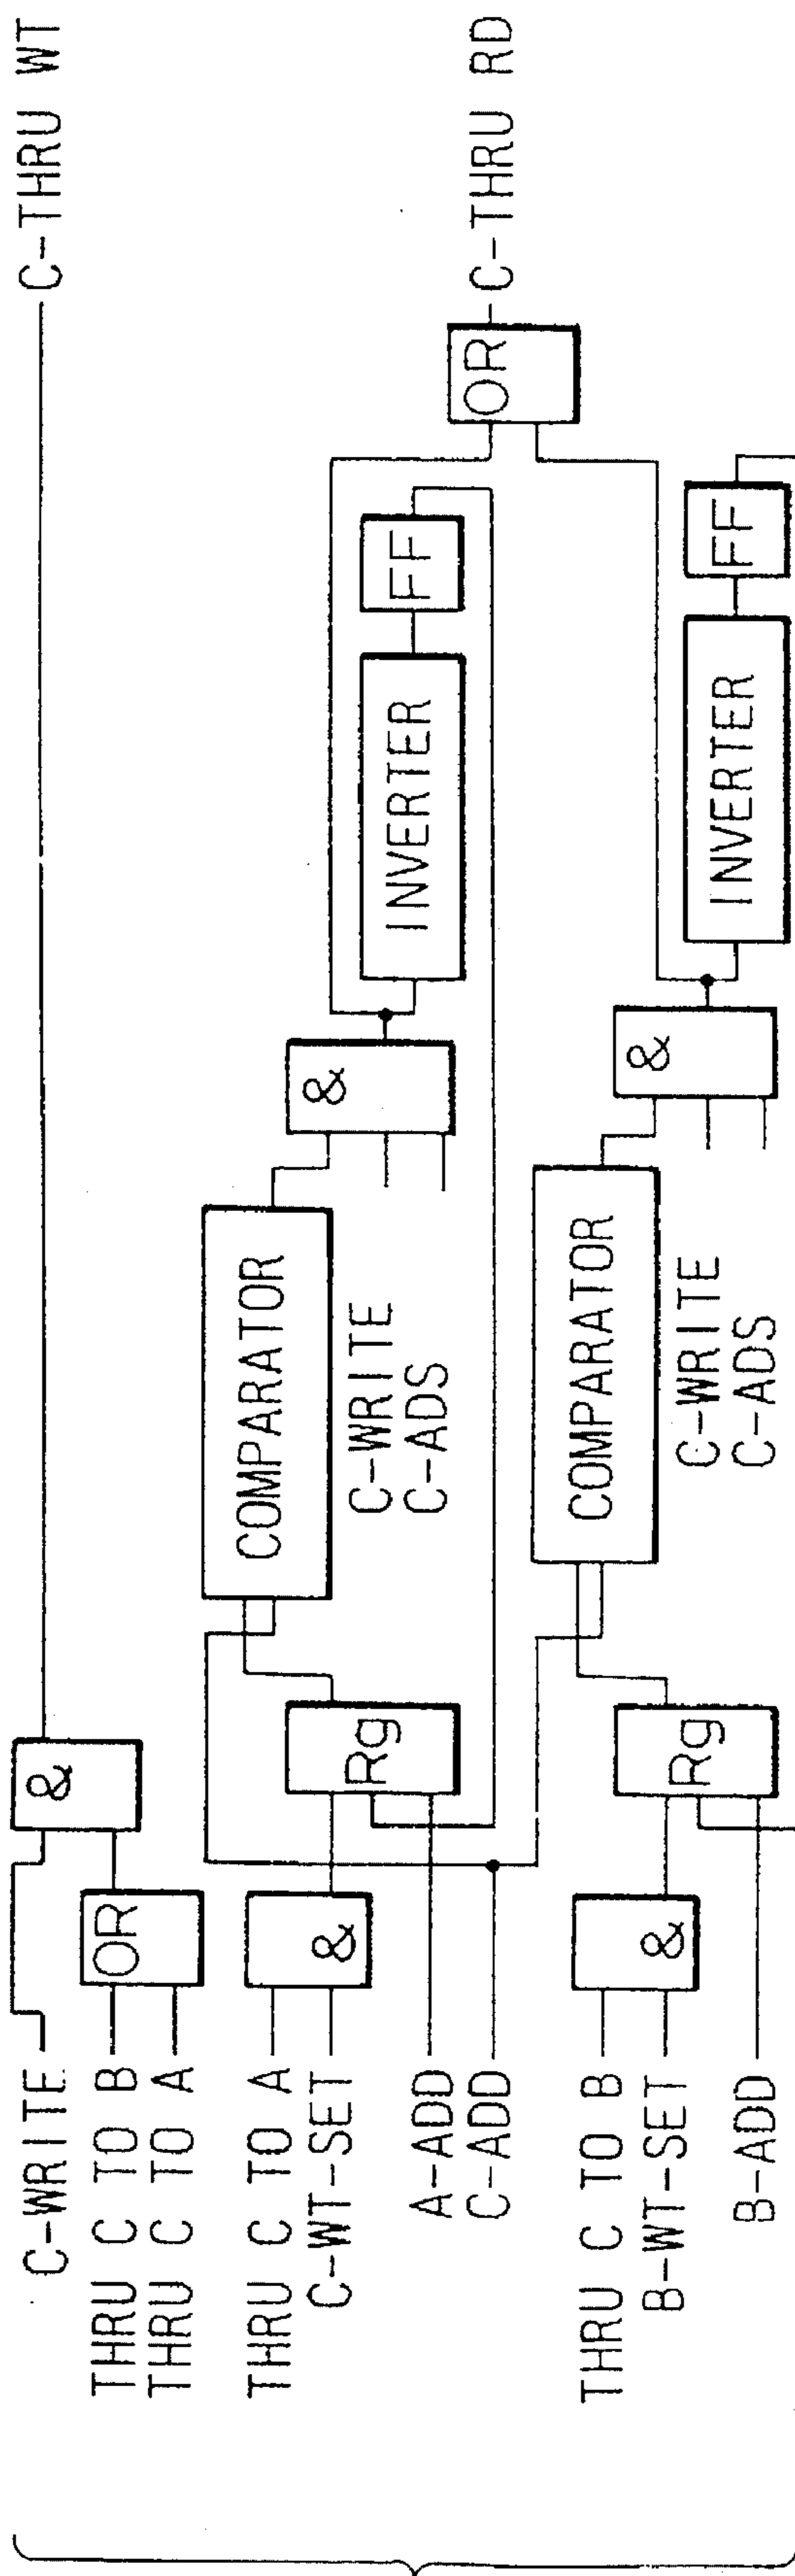 C-WRITE
THRU C TO B
THRU C TO A
OR
&
C-THRU WT
THRU C TO A
C-WT-SET
&
A-ADD
C-ADD
Rg
COMPARATOR
C-WRITE
C-ADS
&
INVERTER
FF
OR
C-THRU RD
THRU C TO B
B-WT-SET
&
B-ADD
Rg
COMPARATOR
C-WRITE
C-ADS
&
INVERTER
FF